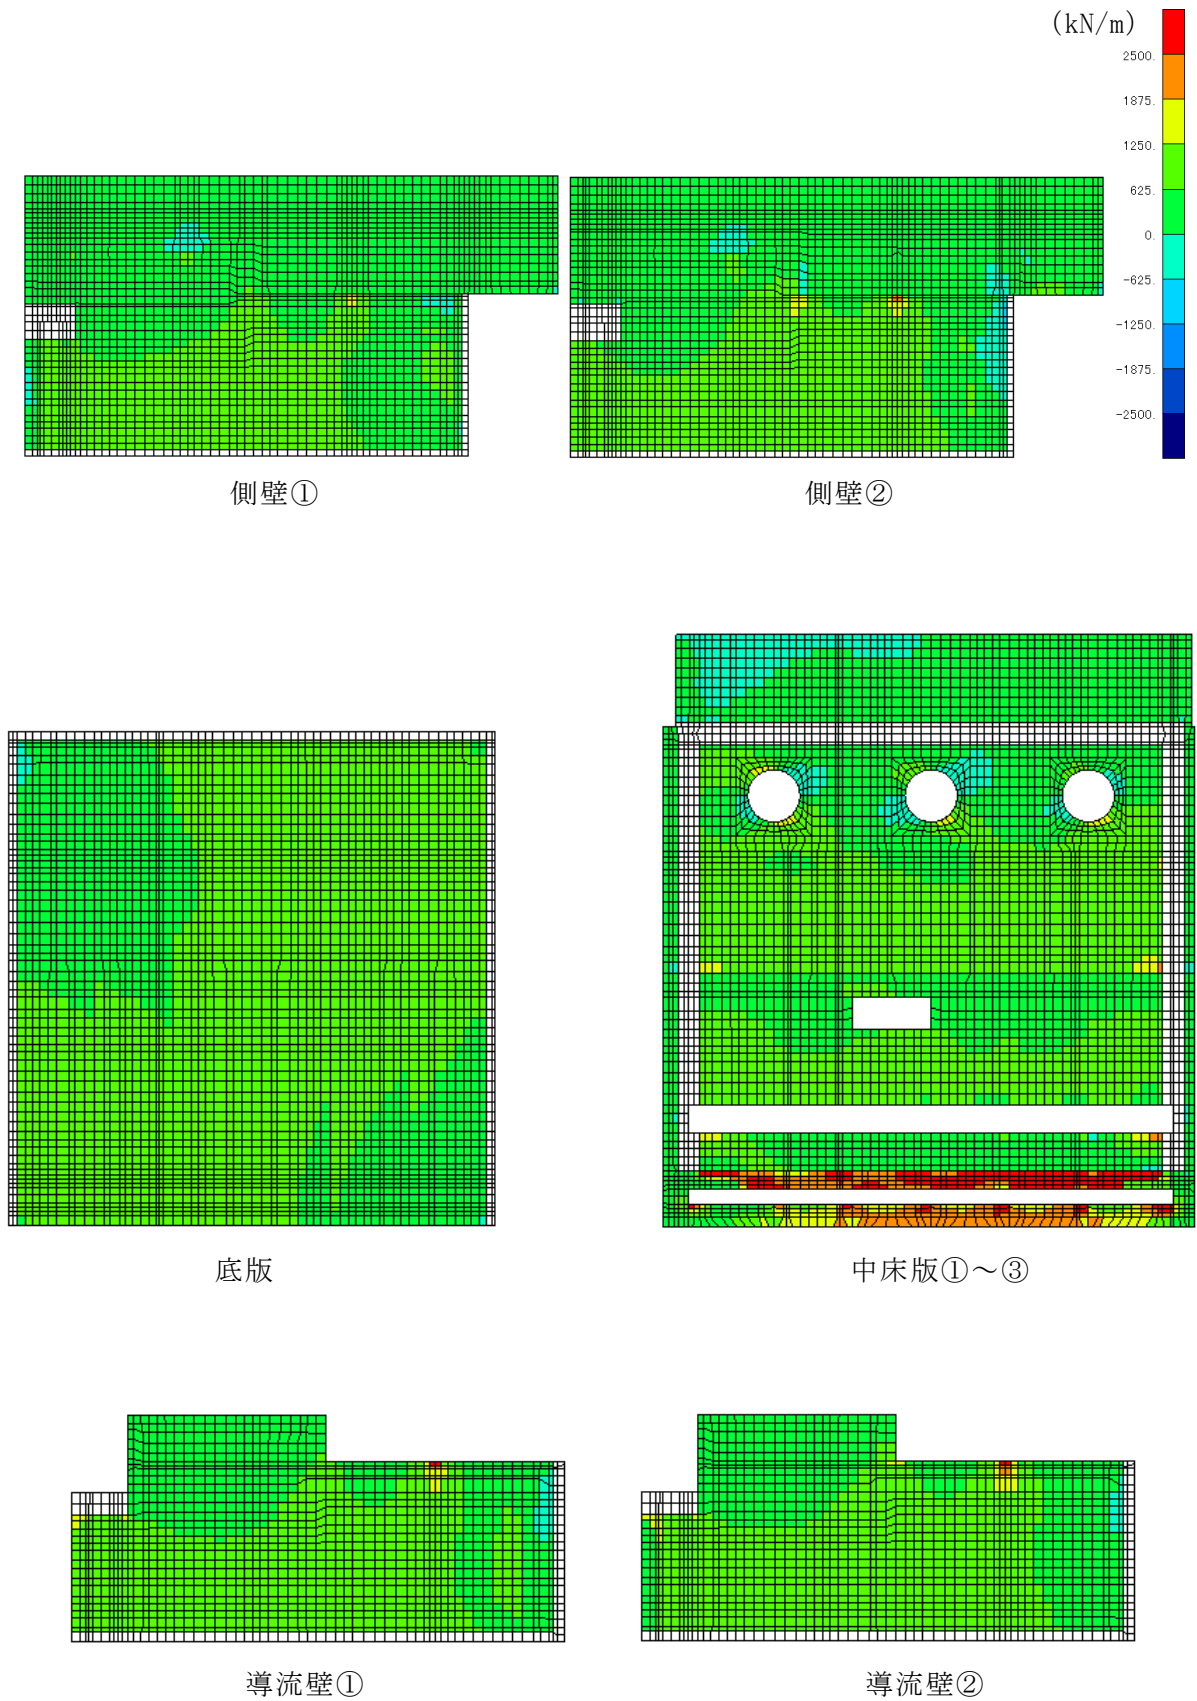 (kN/m)
2500.
1875.
1250.
625.
0.
-625.
-1250.
-1875.
-2500.
側壁①
側壁②
底版
中床版①～③
導流壁①
導流壁②